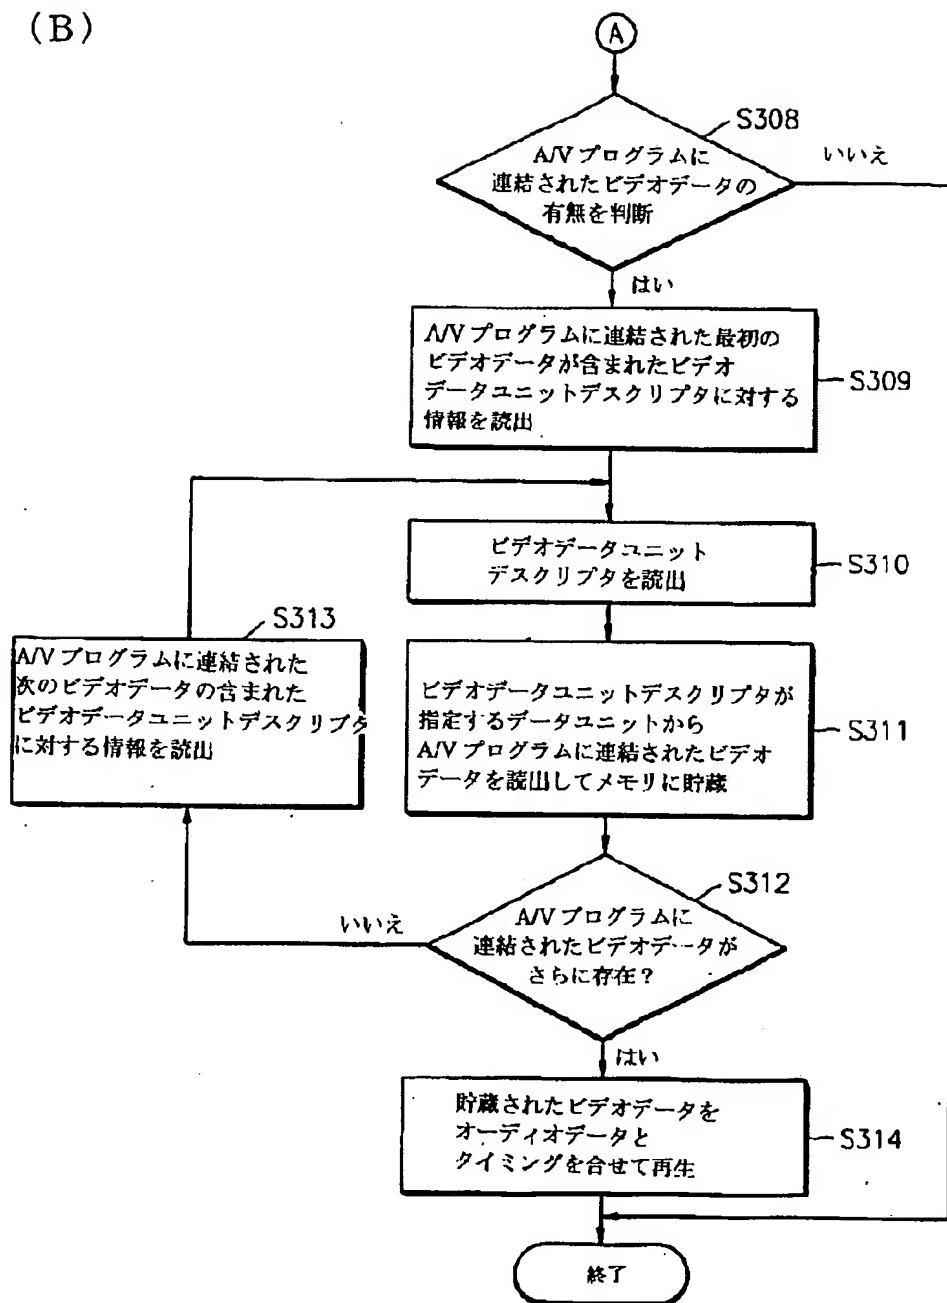 (B)
A
S308
A/Vプログラムに
連結されたビデオデータの
有無を判断
いいえ
はい
A/Vプログラムに連結された最初の
ビデオデータが含まれたビデオ
データユニットデスクリプタに対する
情報を読出
S309
ビデオデータユニット
デスクリプタを読出
S310
S313
A/Vプログラムに連結された
次のビデオデータの含まれた
ビデオデータユニットデスクリプタ
に対する情報を読出
ビデオデータユニットデスクリプタが
指定するデータユニットから
A/Vプログラムに連結されたビデオ
データを読出してメモリに貯蔵
S311
S312
いいえ
A/Vプログラムに
連結されたビデオデータが
さらに存在?
はい
貯蔵されたビデオデータを
オーディオデータと
タイミングを合せて再生
S314
終了